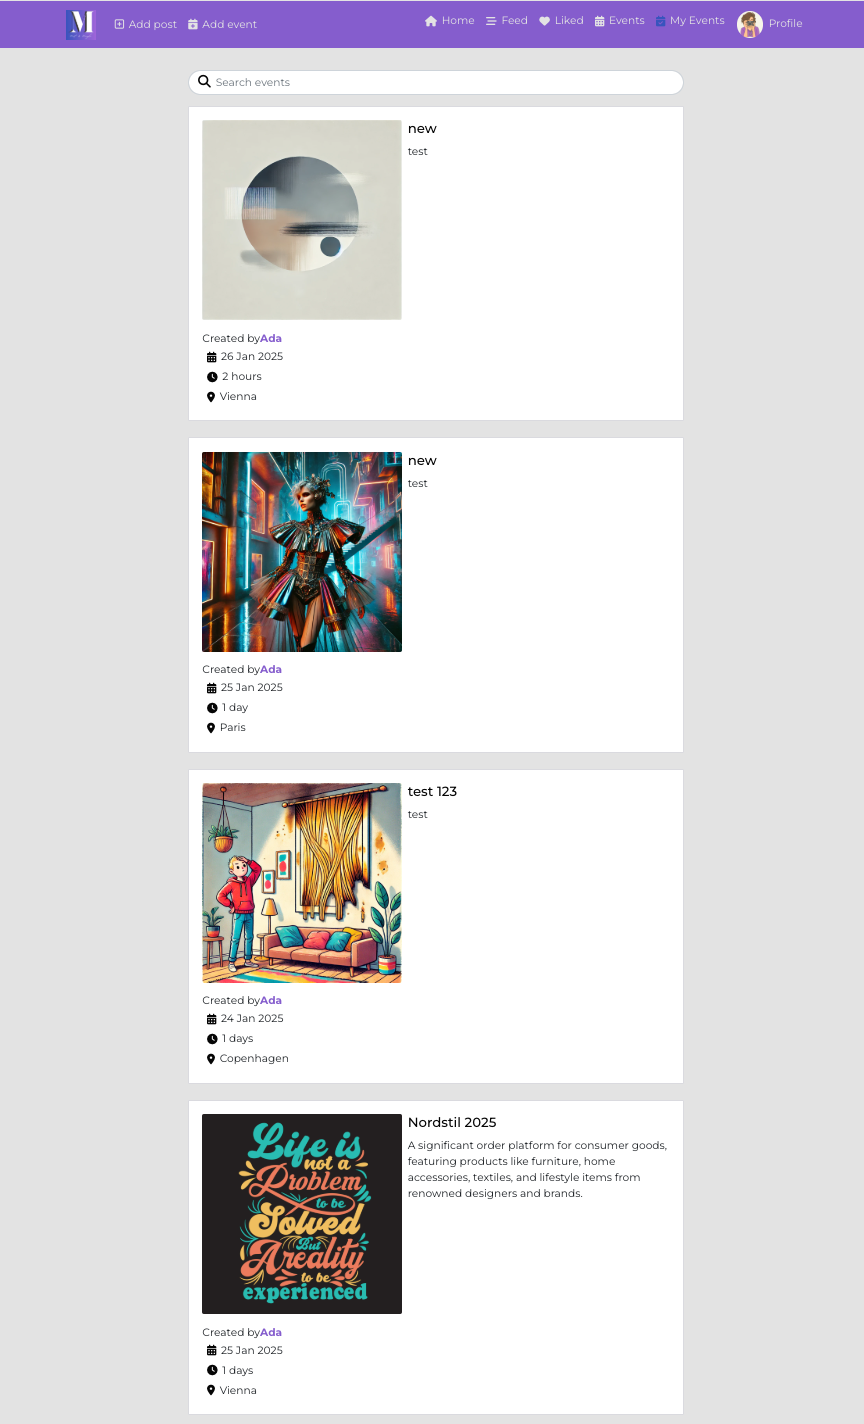 M
Add post
Add event
Home
Feed
Liked
Events
My Events
Profile
Search events
new
test
Created byAda
26 Jan 2025
2 hours
Vienna
new
test
Created byAda
25 Jan 2025
1 day
Paris
test 123
test
Created byAda
24 Jan 2025
1 days
Copenhagen
Nordstil 2025
A significant order platform for consumer goods,
featuring products like furniture, home
accessories, textiles, and lifestyle items from
renowned designers and brands.
Life is
not a
Problem
to be
Solved
But
A reality
to be
experienced
Created byAda
25 Jan 2025
1 days
Vienna